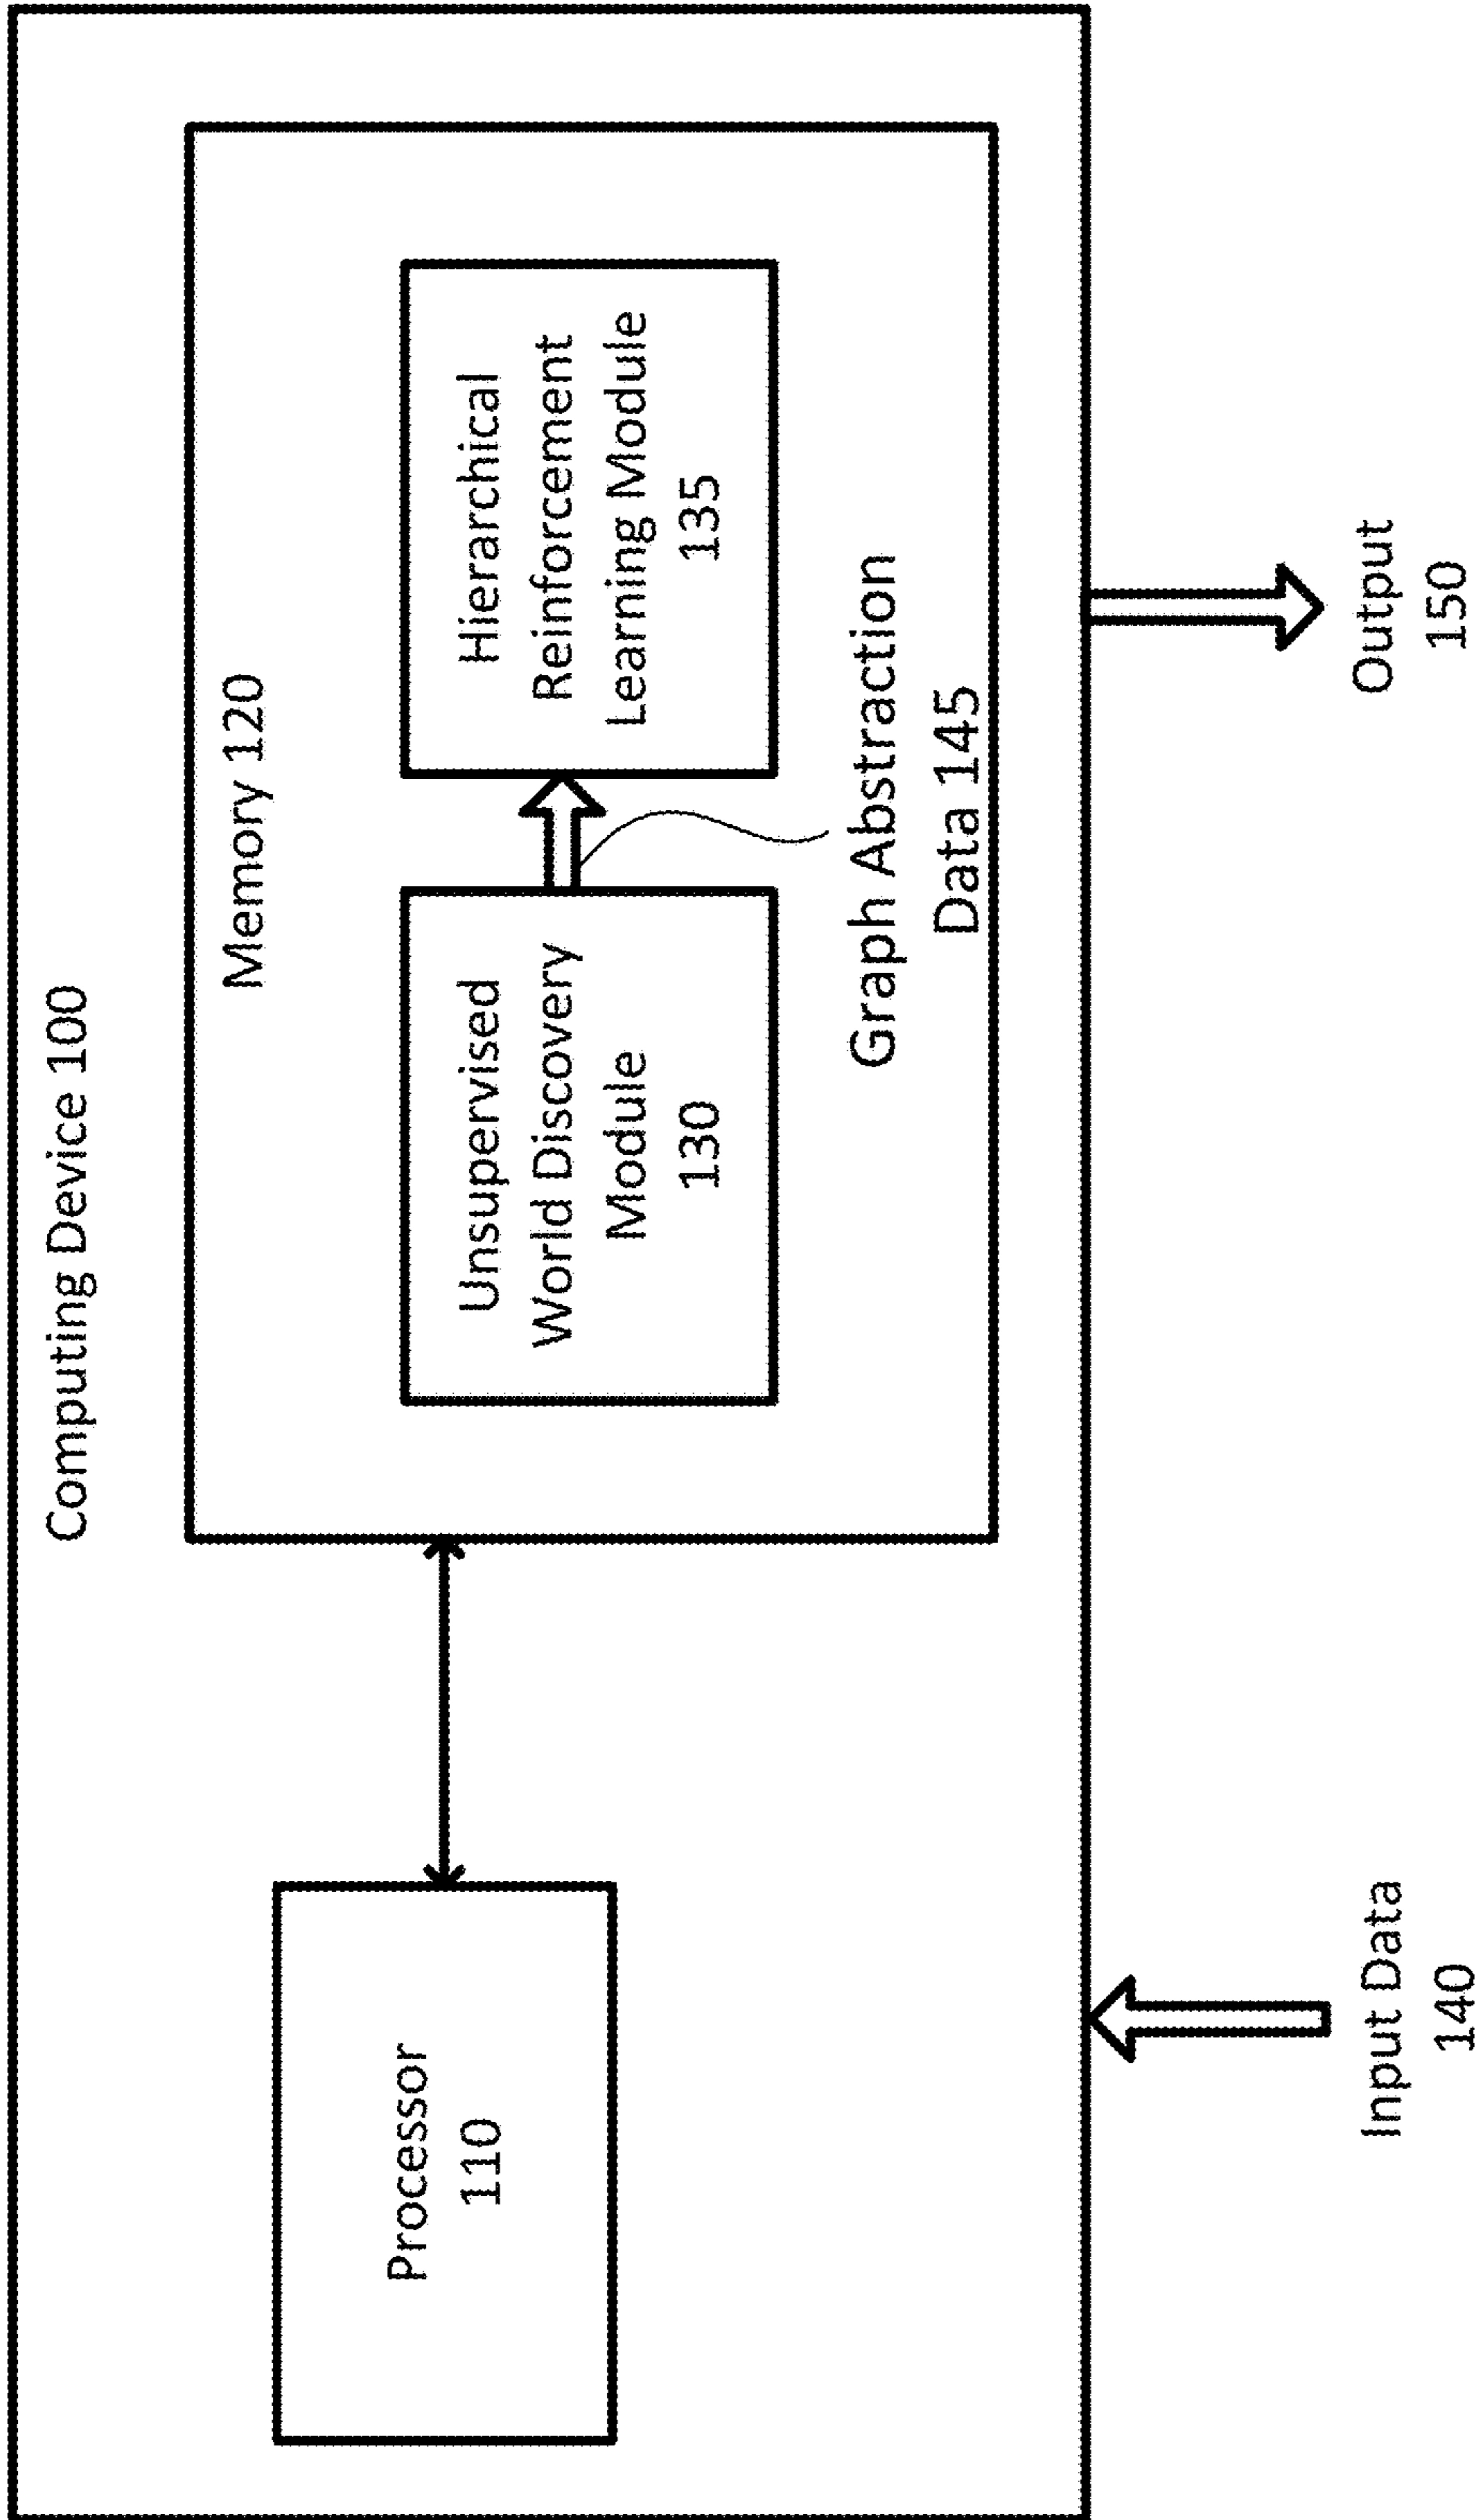 Computing Device 100
Memory 120
Processor
110
Unsupervised
World Discovery
Module
130
Hierarchical
Reinforcement
Learning Module
135
Graph Abstraction
Data 145
Input Data
140
Output
150